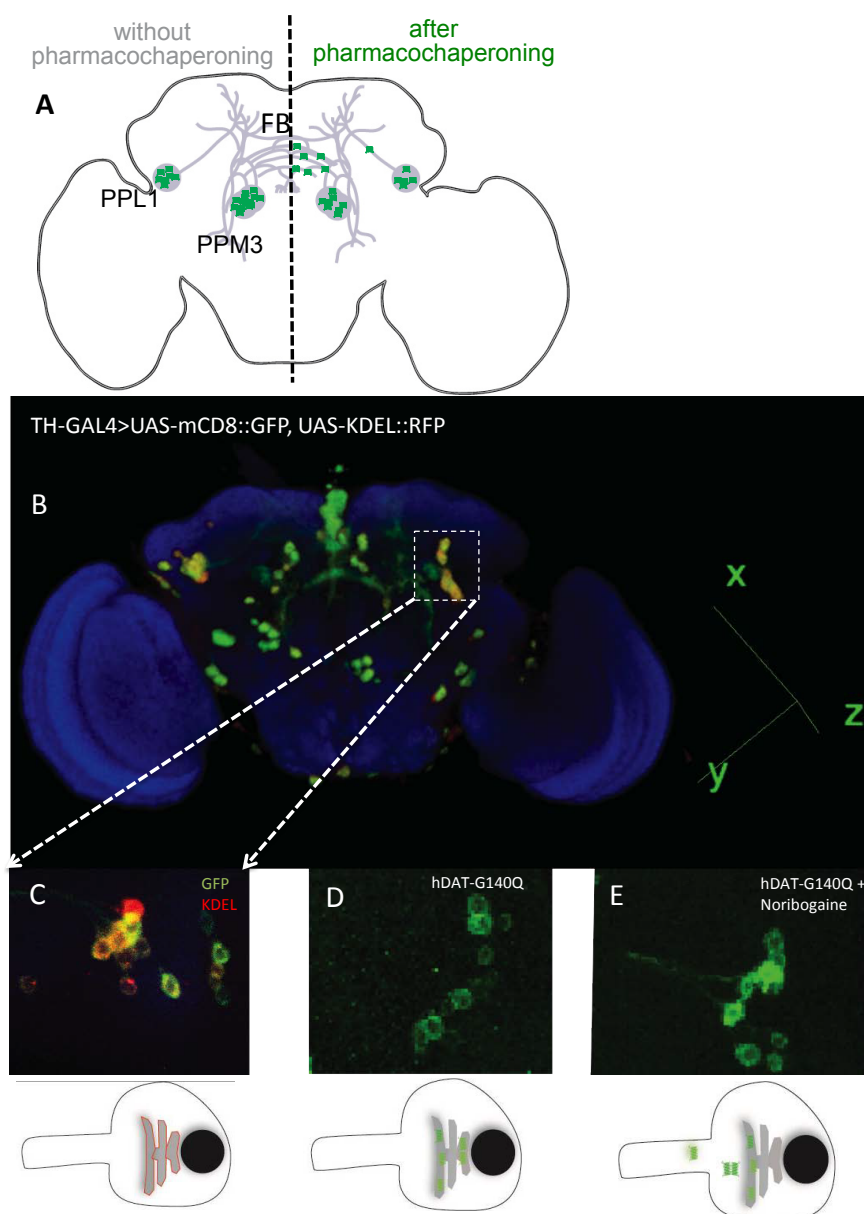 without
pharmacochaperoning
after
pharmacochaperoning
A
FB
PPL1
PPM3
TH-GAL4>UAS-mCD8::GFP, UAS-KDEL::RFP
B
x
y
z
C
GFP
KDEL
D
hDAT-G140Q
E
hDAT-G140Q +
Noribogaine